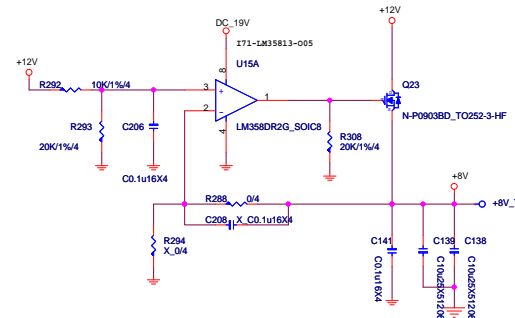 DC_19V
+12V
I71-LM35813-O05
+12V
U15A
Q23
R292
10K/1%/4
8
3
+
1
2
-
4
LM358DR2G_SOIC8
N-P0903BD_TO252-3-HF
R293
20K/1%/4
C206
C0.1u16X4
R308
20K/1%/4
+8V
R288
0/4
+8V_
C208
X_C0.1u16X4
R294
X_0/4
C141
C0.1u16X4
C139
C10u25X5120
C138
C10u25X5120